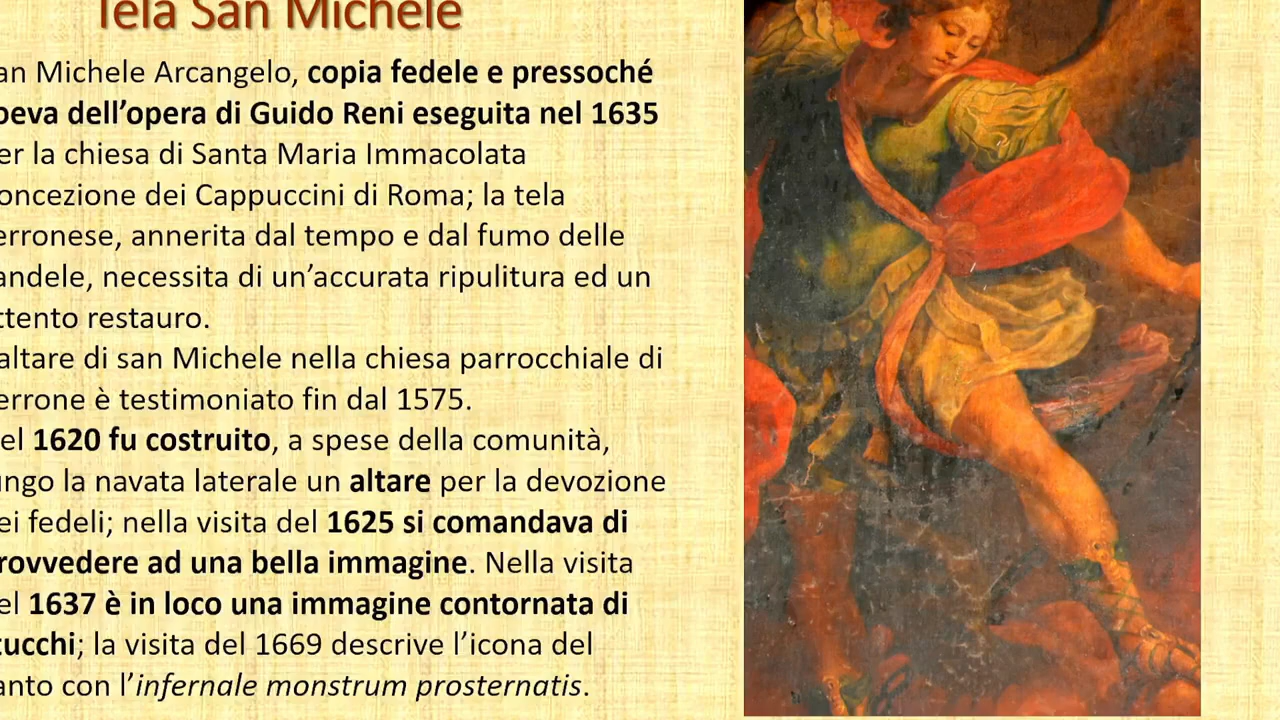 Tela San Michele
an Michele Arcangelo, copia fedele e pressoché
oeva dell'opera di Guido Reni eseguita nel 1635
er la chiesa di Santa Maria Immacolata
oncezione dei Cappuccini di Roma; la tela
erronese, annerita dal tempo e dal fumo delle
andele, necessita di un'accurata ripulitura ed un
ttento restauro.
altare di san Michele nella chiesa parrocchiale di
errone è testimoniato fin dal 1575.
el 1620 fu costruito, a spese della comunità,
ungo la navata laterale un altare per la devozione
ei fedeli; nella visita del 1625 si comandava di
rovvedere ad una bella immagine. Nella visita
el 1637 è in loco una immagine contornata di
tucchi; la visita del 1669 descrive l'icona del
anto con l'infernale monstrum prosternatis.